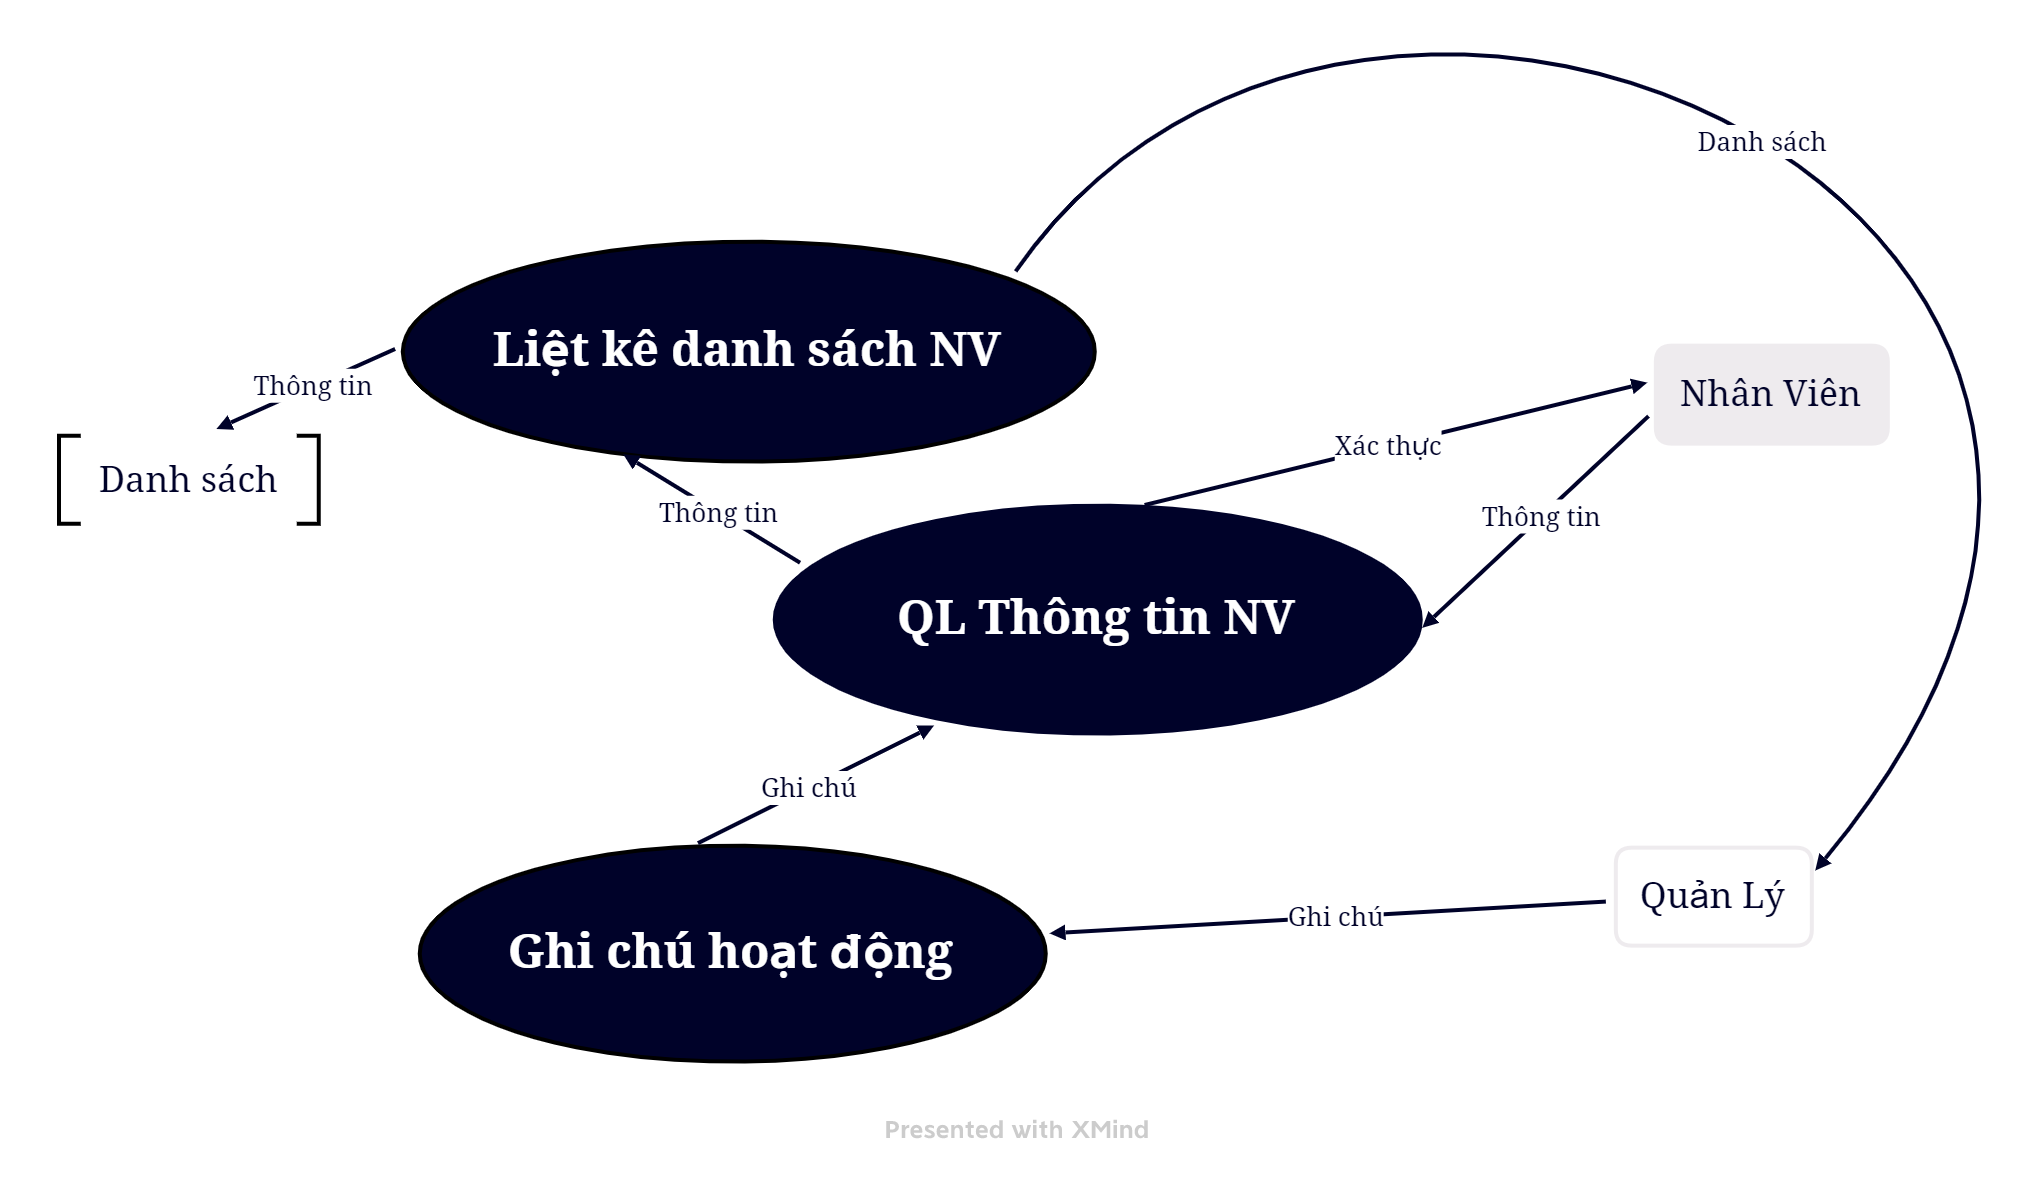 Danh sách
Liệt kê danh sách NV
Thông tin
Nhân Viên
Xác thực
Danh sách
Thông tin
Thông tin
QL Thông tin NV
Ghi chú
Quản Lý
Ghi chú
Ghi chú hoạt động
Presented with XMind